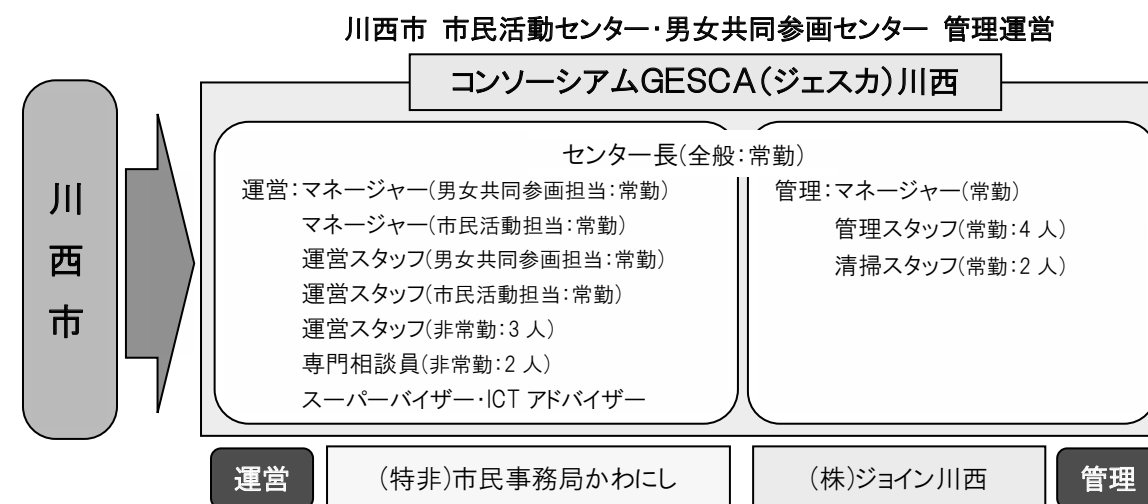 川西市 市民活動センター・男女共同参画センター 管理運営
コンソーシアムGESCA(ジェスカ)川西
川西市
センター長(全般:常勤)
運営:マネージャー(男女共同参画担当:常勤)
マネージャー(市民活動担当:常勤)
運営スタッフ(男女共同参画担当:常勤)
運営スタッフ(市民活動担当:常勤)
運営スタッフ(非常勤:3 人)
専門相談員(非常勤:2 人)
スーパーバイザー・ICT アドバイザー
管理:マネージャー(常勤)
管理スタッフ(常勤:4 人)
清掃スタッフ(常勤:2 人)
運営
(特非)市民事務局かわにし
(株)ジョイン川西
管理